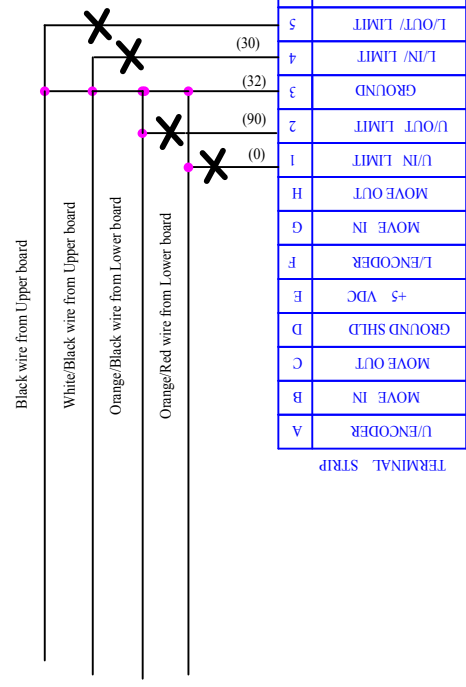 5 L/OUT/ LIMIT
(30)
4 L/IN/ LIMIT
(32)
3 GROUND
(90)
2 U/OUT LIMIT
(0)
1 U/IN LIMIT
H MOVE OUT
G MOVE IN
F L/ENCODER
E +5 VDC
D GROUND SHLD
C MOVE OUT
B MOVE IN
A U/ENCODER
TERMINAL STRIP
Black wire from Upper board
White/Black wire from Upper board
Orange/Black wire from Lower board
Orange/Red wire from Lower board